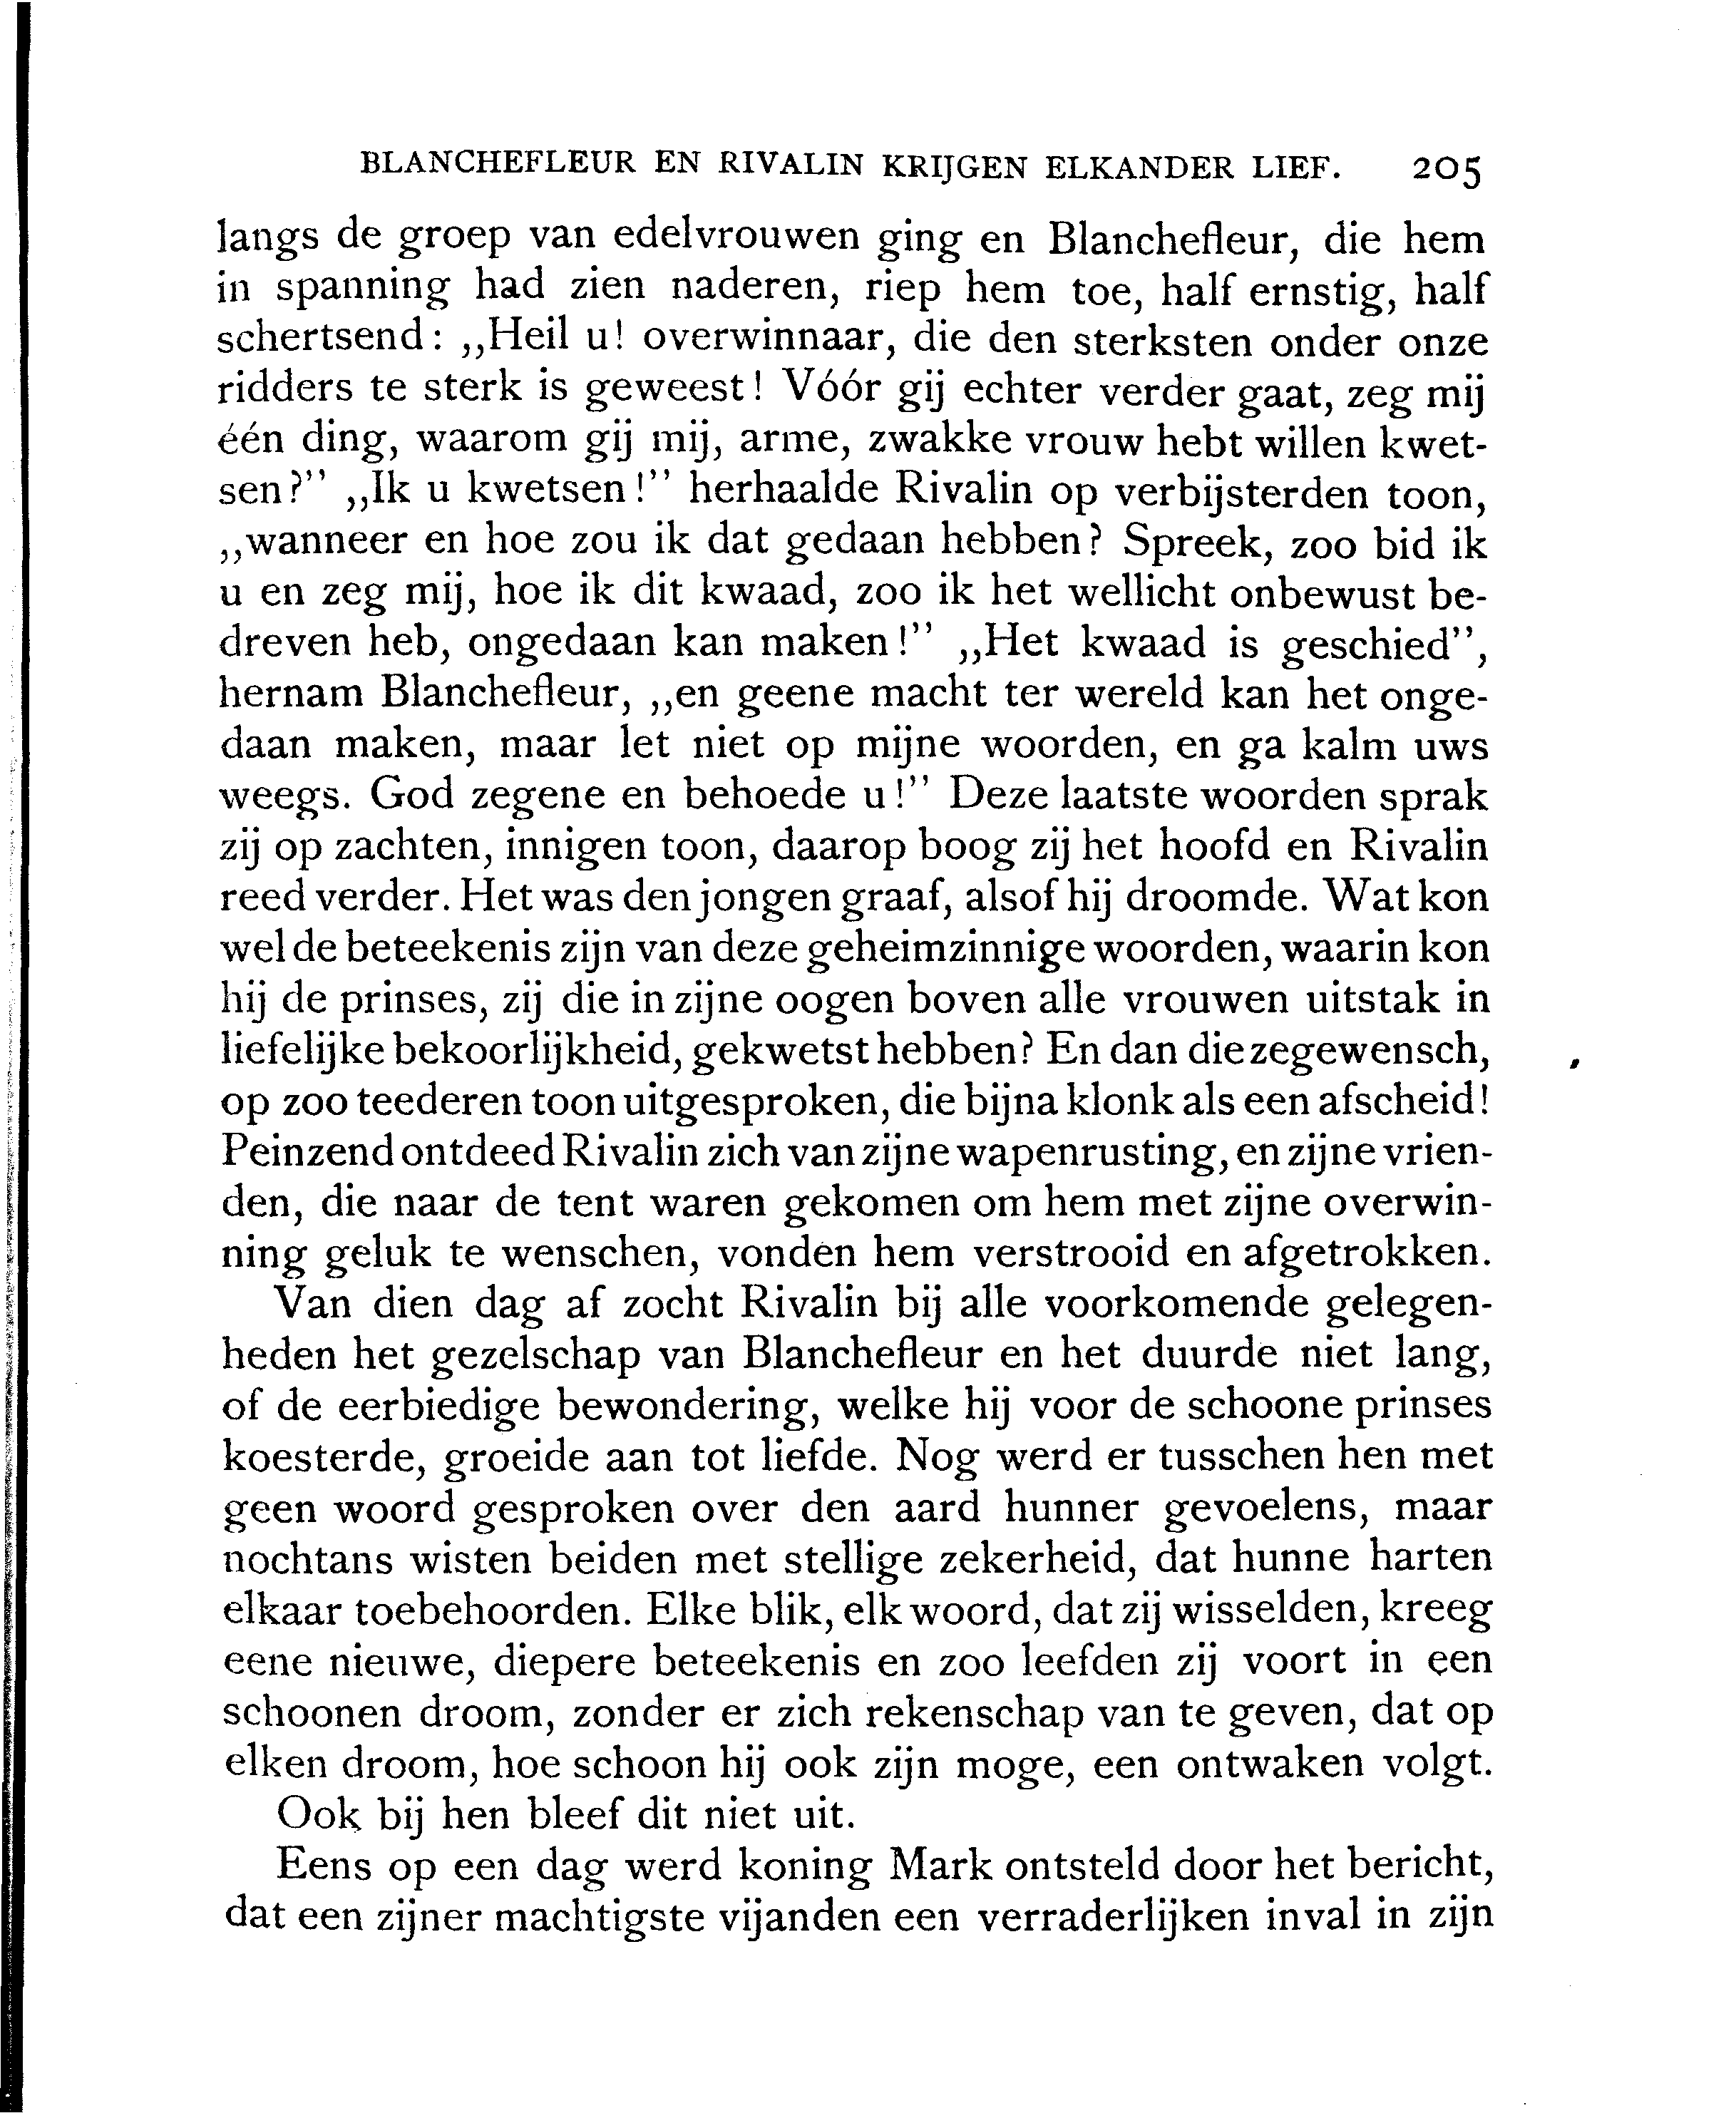 BLANCHEFLEUR EN RIVALIN KRIJGEN ELKANDER LIEF. 205
langs de groep van edelvrouwen ging en Blanchefleur, die hem
in spanning had zien naderen, riep hem toe, half ernstig, half
schertsend: „Heil u! overwinnaar, die den sterksten onder onze
ridders te sterk is geweest! Vóór gij echter verder gaat, zeg mij
één ding, waarom gij mij, arme, zwakke vrouw hebt willen kwet-
sen?” „Ik u kwetsen!” herhaalde Rivalin op verbijsterden toon,
„wanneer en hoe zou ik dat gedaan hebben? Spreek, zoo bid ik
u en zeg mij, hoe ik dit kwaad, zoo ik het wellicht onbewust be-
dreven heb, ongedaan kan maken!” „Het kwaad is geschied”,
hernam Blanchefleur, „en geene macht ter wereld kan het onge-
daan maken, maar let niet op mijne woorden, en ga kalm uws
weegs. God zegene en behoede u!” Deze laatste woorden sprak
zij op zachten, innigen toon, daarop boog zij het hoofd en Rivalin
reed verder. Het was den jongen graaf, alsof hij droomde. Wat kon
wel de beteekenis zijn van deze geheimzinnige woorden, waarin kon
hij de prinses, zij die in zijne oogen boven alle vrouwen uitstak in
liefelijke bekoorlijkheid, gekwetst hebben? En dan die zegewensch,
op zoo teederen toon uitgesproken, die bijna klonk als een afscheid!
Peinzend ontdeed Rivalin zich van zijne wapenrusting, en zijne vrien-
den, die naar de tent waren gekomen om hem met zijne overwin-
ning geluk te wenschen, vonden hem verstrooid en afgetrokken.
Van dien dag af zocht Rivalin bij alle voorkomende gelegen-
heden het gezelschap van Blanchefleur en het duurde niet lang,
of de eerbiedige bewondering, welke hij voor de schoone prinses
koesterde, groeide aan tot liefde. Nog werd er tusschen hen met
geen woord gesproken over den aard hunner gevoelens, maar
nochtans wisten beiden met stellige zekerheid, dat hunne harten
elkaar toebehoorden. Elke blik, elk woord, dat zij wisselden, kreeg
eene nieuwe, diepere beteekenis en zoo leefden zij voort in een
schoonen droom, zonder er zich rekenschap van te geven, dat op
elken droom, hoe schoon hij ook zijn moge, een ontwaken volgt.
Ook bij hen bleef dit niet uit.
Eens op een dag werd koning Mark ontsteld door het bericht,
dat een zijner machtigste vijanden een verraderlijken inval in zijn